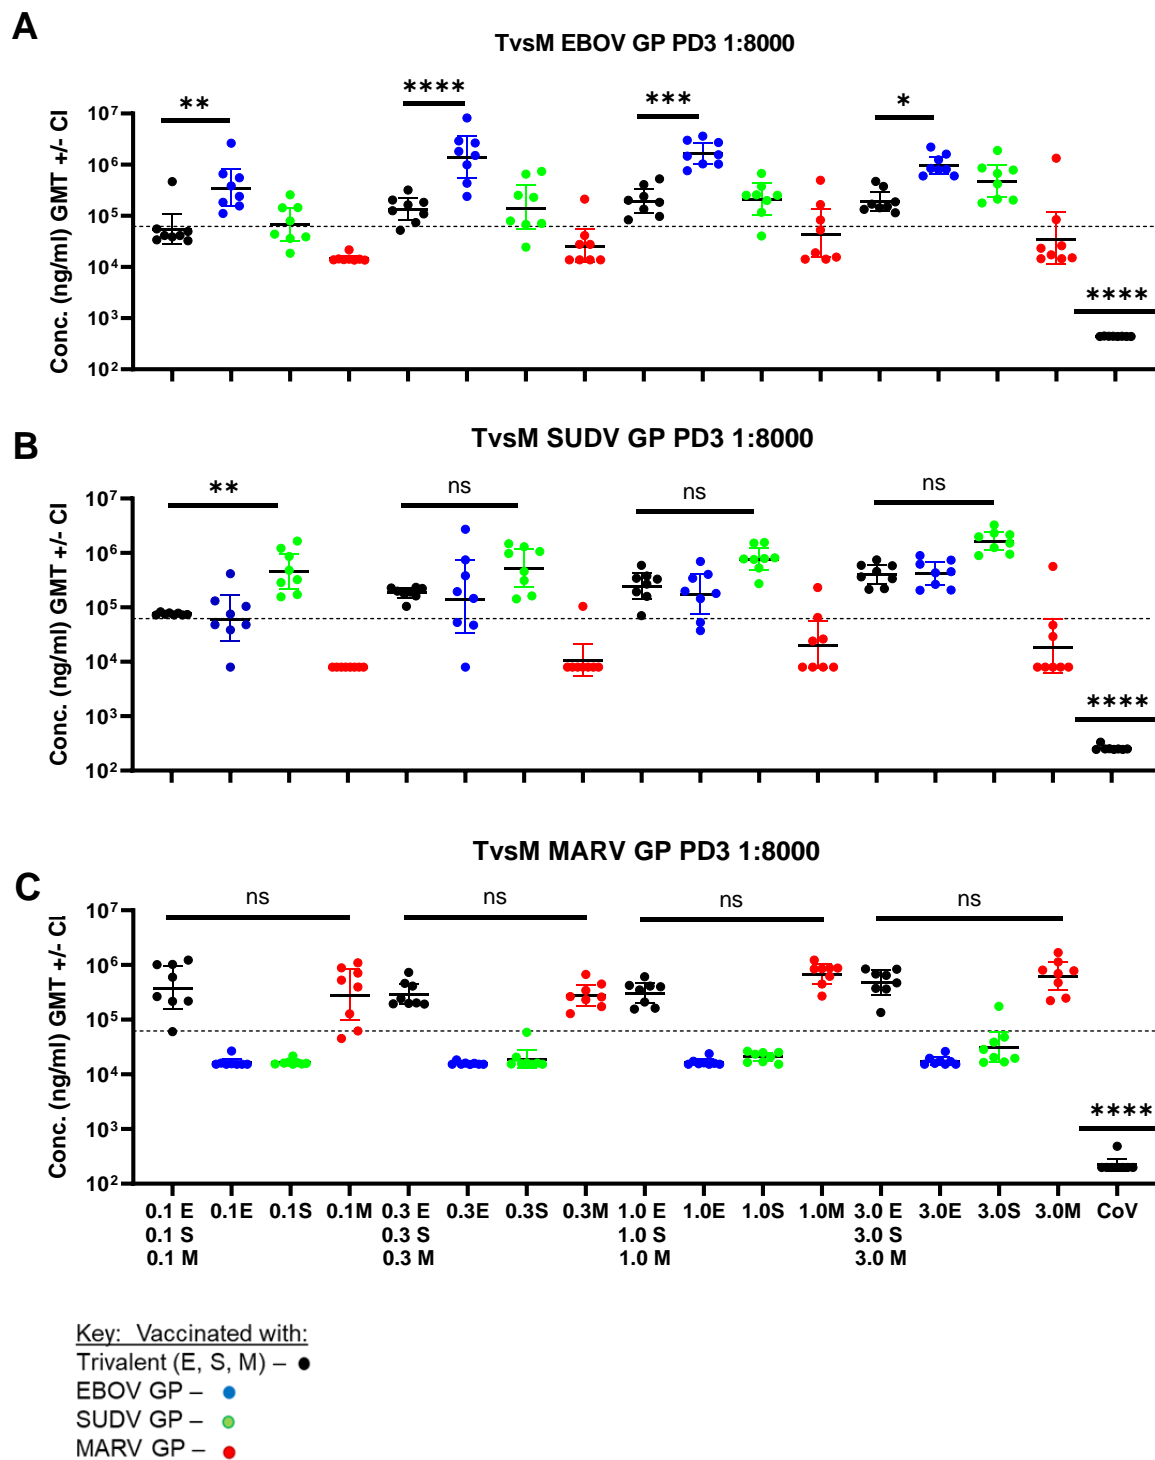 A
TvsM EBOV GP PD3 1:8000
** **** *** * ****
Conc. (ng/ml) GMT +/- CI
10⁷
10⁶
10⁵
10⁴
10³
10²
B
TvsM SUDV GP PD3 1:8000
** ns ns ns ****
Conc. (ng/ml) GMT +/- CI
10⁷
10⁶
10⁵
10⁴
10³
10²
C
TvsM MARV GP PD3 1:8000
ns ns ns ns ****
Conc. (ng/ml) GMT +/- CI
10⁷
10⁶
10⁵
10⁴
10³
10²
0.1 E 0.1E 0.1S 0.1M 0.3 E 0.3E 0.3S 0.3M 1.0 E 1.0E 1.0S 1.0M 3.0 E 3.0E 3.0S 3.0M CoV
0.1 S 0.3 S 1.0 S 3.0 S
0.1 M 0.3 M 1.0 M 3.0 M
Key: Vaccinated with:
Trivalent (E, S, M) –
EBOV GP –
SUDV GP –
MARV GP –